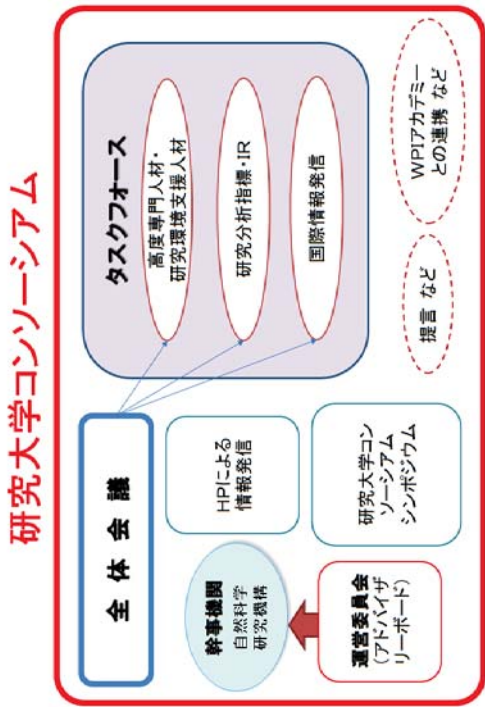 研究大学コンソーシアム
全 体 会 議
タスクフォース
高度専門人材・
研究環境支援人材
研究分析指標・IR
国際情報発信
幹事機関
自然科学
研究機構
HPによる
情報発信
運営委員会
(アドバイザ
リーボード)
研究大学コン
ソーシアム
シンポジウム
提言 など
WPIアカデミー
との連携 など